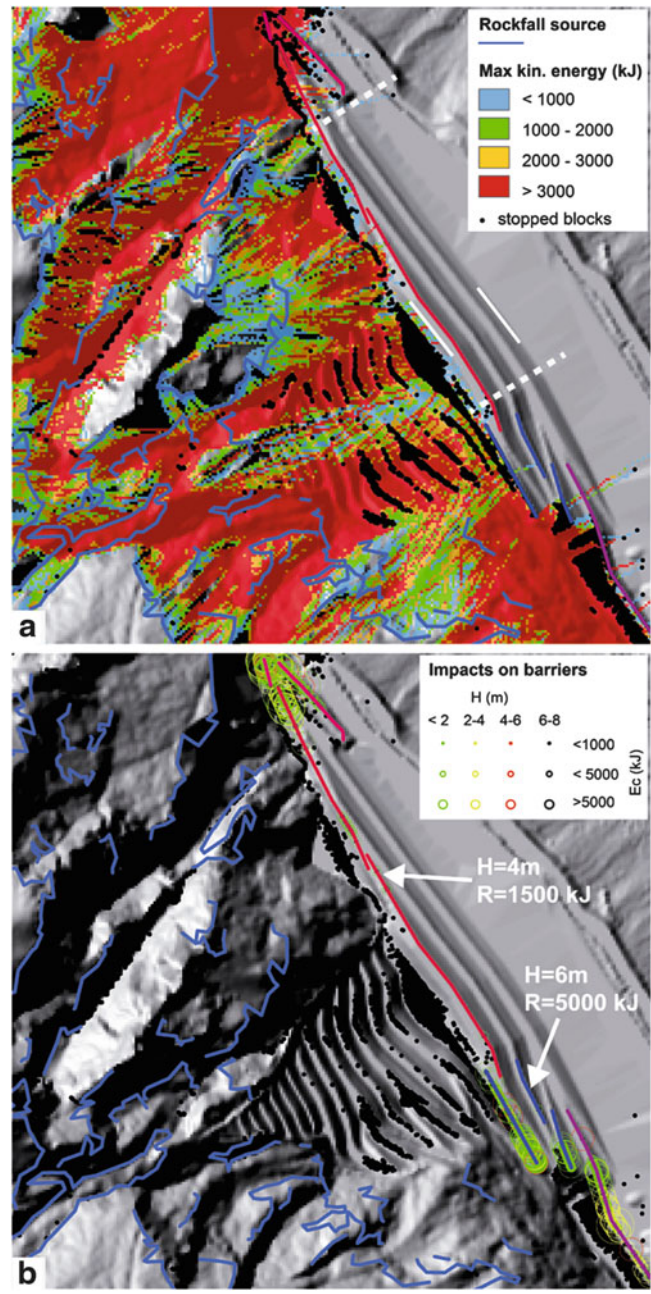 Rockfall source
Max kin. energy (kJ)
< 1000
1000 - 2000
2000 - 3000
> 3000
stopped blocks
a
Impacts on barriers
H (m)
< 2 2-4 4-6 6-8
<1000
<5000
>5000
Ec (kJ)
H=4m
R=1500 kJ
H=6m
R=5000 kJ
b